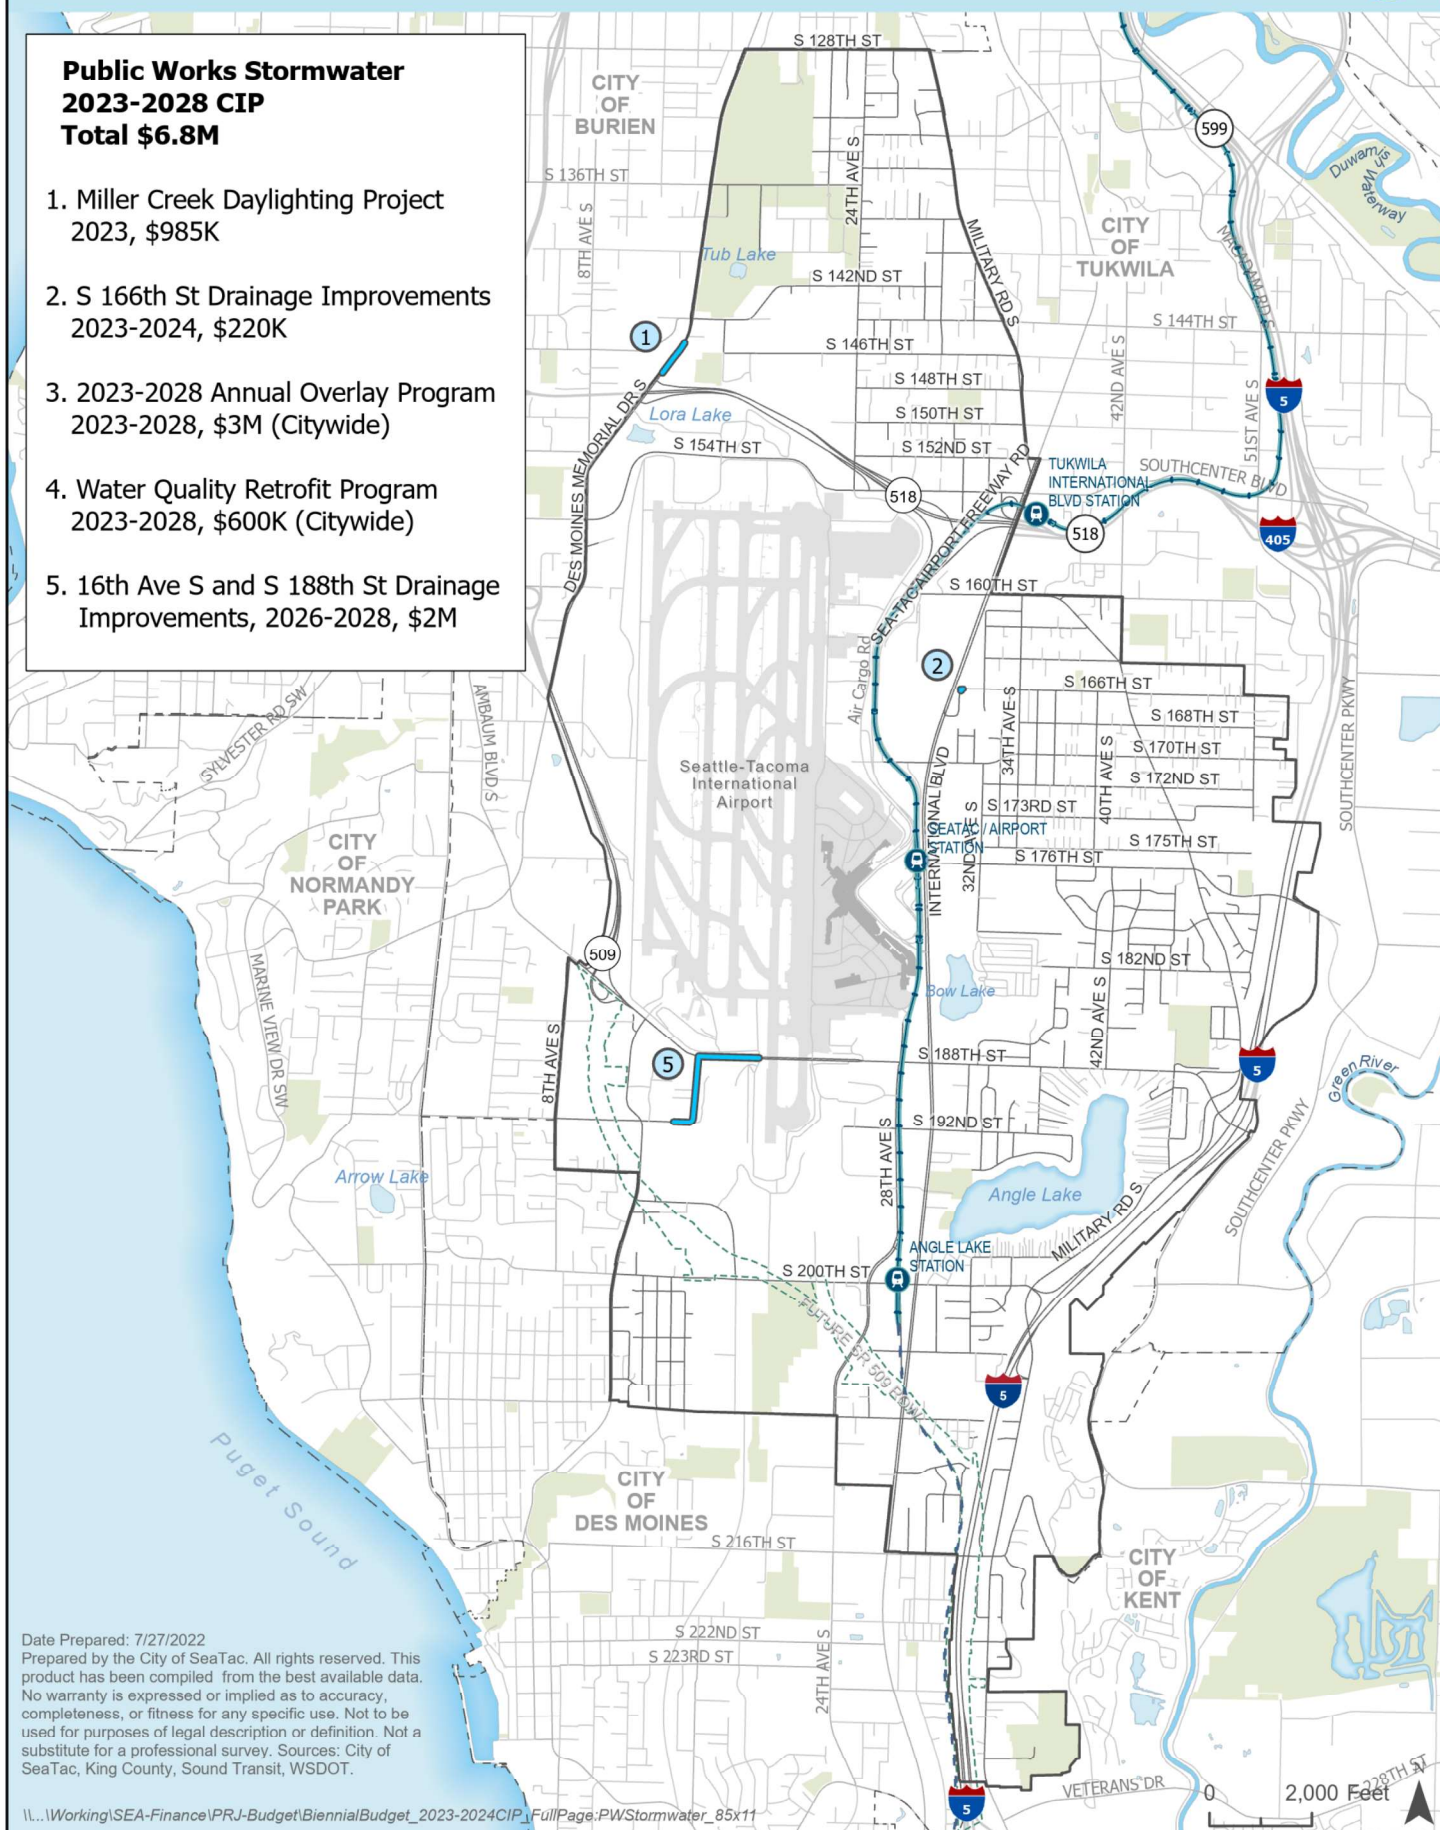 Public Works Stormwater
2023-2028 CIP
Total $6.8M
1. Miller Creek Daylighting Project
2023, $985K
2. S 166th St Drainage Improvements
2023-2024, $220K
3. 2023-2028 Annual Overlay Program
2023-2028, $3M (Citywide)
4. Water Quality Retrofit Program
2023-2028, $600K (Citywide)
5. 16th Ave S and S 188th St Drainage
Improvements, 2026-2028, $2M
S 128TH ST
CITY
OF
BURIEN
599
Duwamish
Waterway
S 136TH ST
24TH AVE S
8TH AVE S
MILITARY RD S
CITY
OF
TUKWILA
MACADAM RD S
Tub Lake
S 142ND ST
S 144TH ST
1
S 146TH ST
42ND AVE S
S 148TH ST
5
51ST AVE S
Lora Lake
S 150TH ST
DES MOINES MEMORIAL DR S
S 154TH ST
S 152ND ST
TUKWILA
INTERNATIONAL
BLVD STATION
SOUTHCENTER BLVD
518
518
405
SEA-TAC AIRPORT FREEWAY RD
S 160TH ST
Air Cargo Rd
2
S 166TH ST
SYLVESTER RD SW
AMBAUM BLVD S
34TH AVE S
S 168TH ST
SOUTHCENTER PKWY
S 170TH ST
40TH AVE S
S 172ND ST
Seattle-Tacoma
International
Airport
INTERNATIONAL BLVD
S 173RD ST
32ND AVE S
SEATAC / AIRPORT
STATION
S 175TH ST
S 176TH ST
CITY
OF
NORMANDY
PARK
509
S 182ND ST
Bow Lake
42ND AVE S
MARINE VIEW DR SW
8TH AVE S
5
S 188TH ST
5
Green River
28TH AVE S
S 192ND ST
SOUTHCENTER PKWY
Arrow Lake
Angle Lake
MILITARY RD S
ANGLE LAKE
STATION
S 200TH ST
FUTURE SR 509 ROW
5
Puget Sound
CITY
OF
DES MOINES
S 216TH ST
CITY
OF
KENT
S 222ND ST
S 223RD ST
24TH AVE S
Date Prepared: 7/27/2022
Prepared by the City of SeaTac. All rights reserved. This
product has been compiled from the best available data.
No warranty is expressed or implied as to accuracy,
completeness, or fitness for any specific use. Not to be
used for purposes of legal description or definition. Not a
substitute for a professional survey. Sources: City of
SeaTac, King County, Sound Transit, WSDOT.
VETERANS DR
S 228TH ST
5
0
2,000 Feet
N
\\...\Working\SEA-Finance\PRJ-Budget\BiennialBudget_2023-2024CIP_FullPage:PWStormwater_85x11